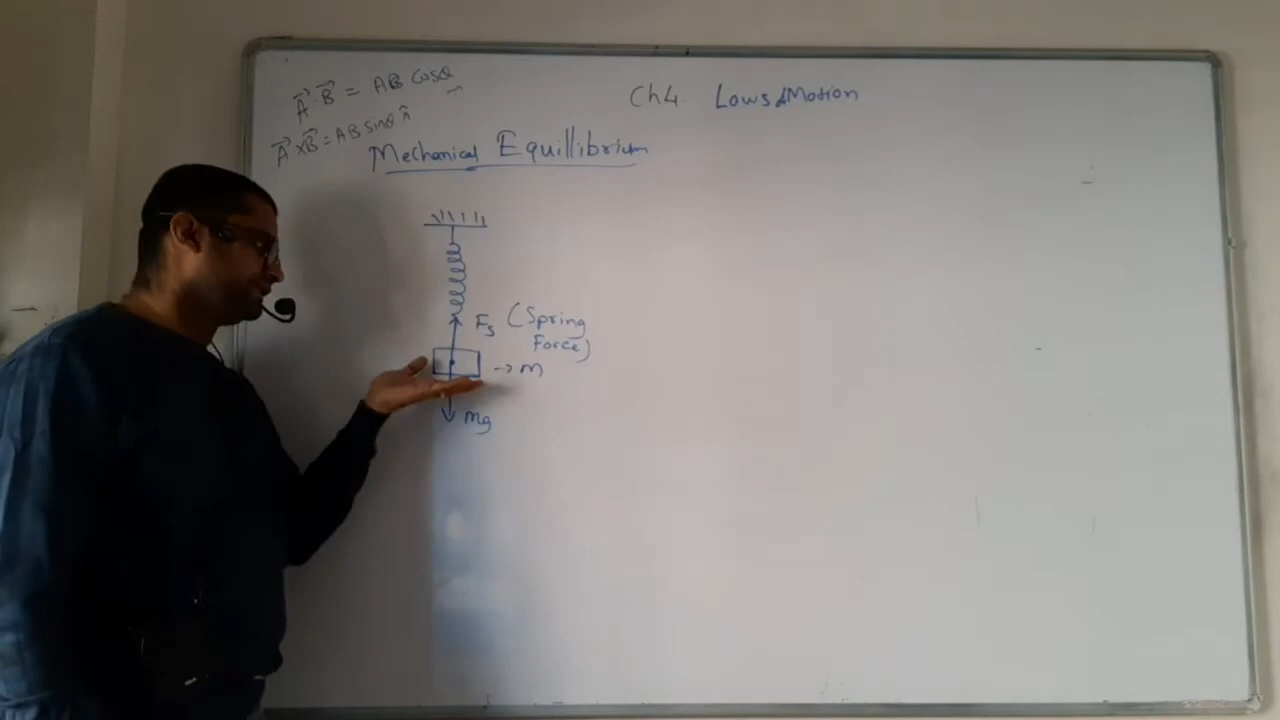 A⃗·B⃗ = AB cosθ
A⃗×B⃗ = AB sinθ n̂
Ch4. Laws of Motion
Mechanical Equillibrium
Fs (Spring
Force)
→ m
mg